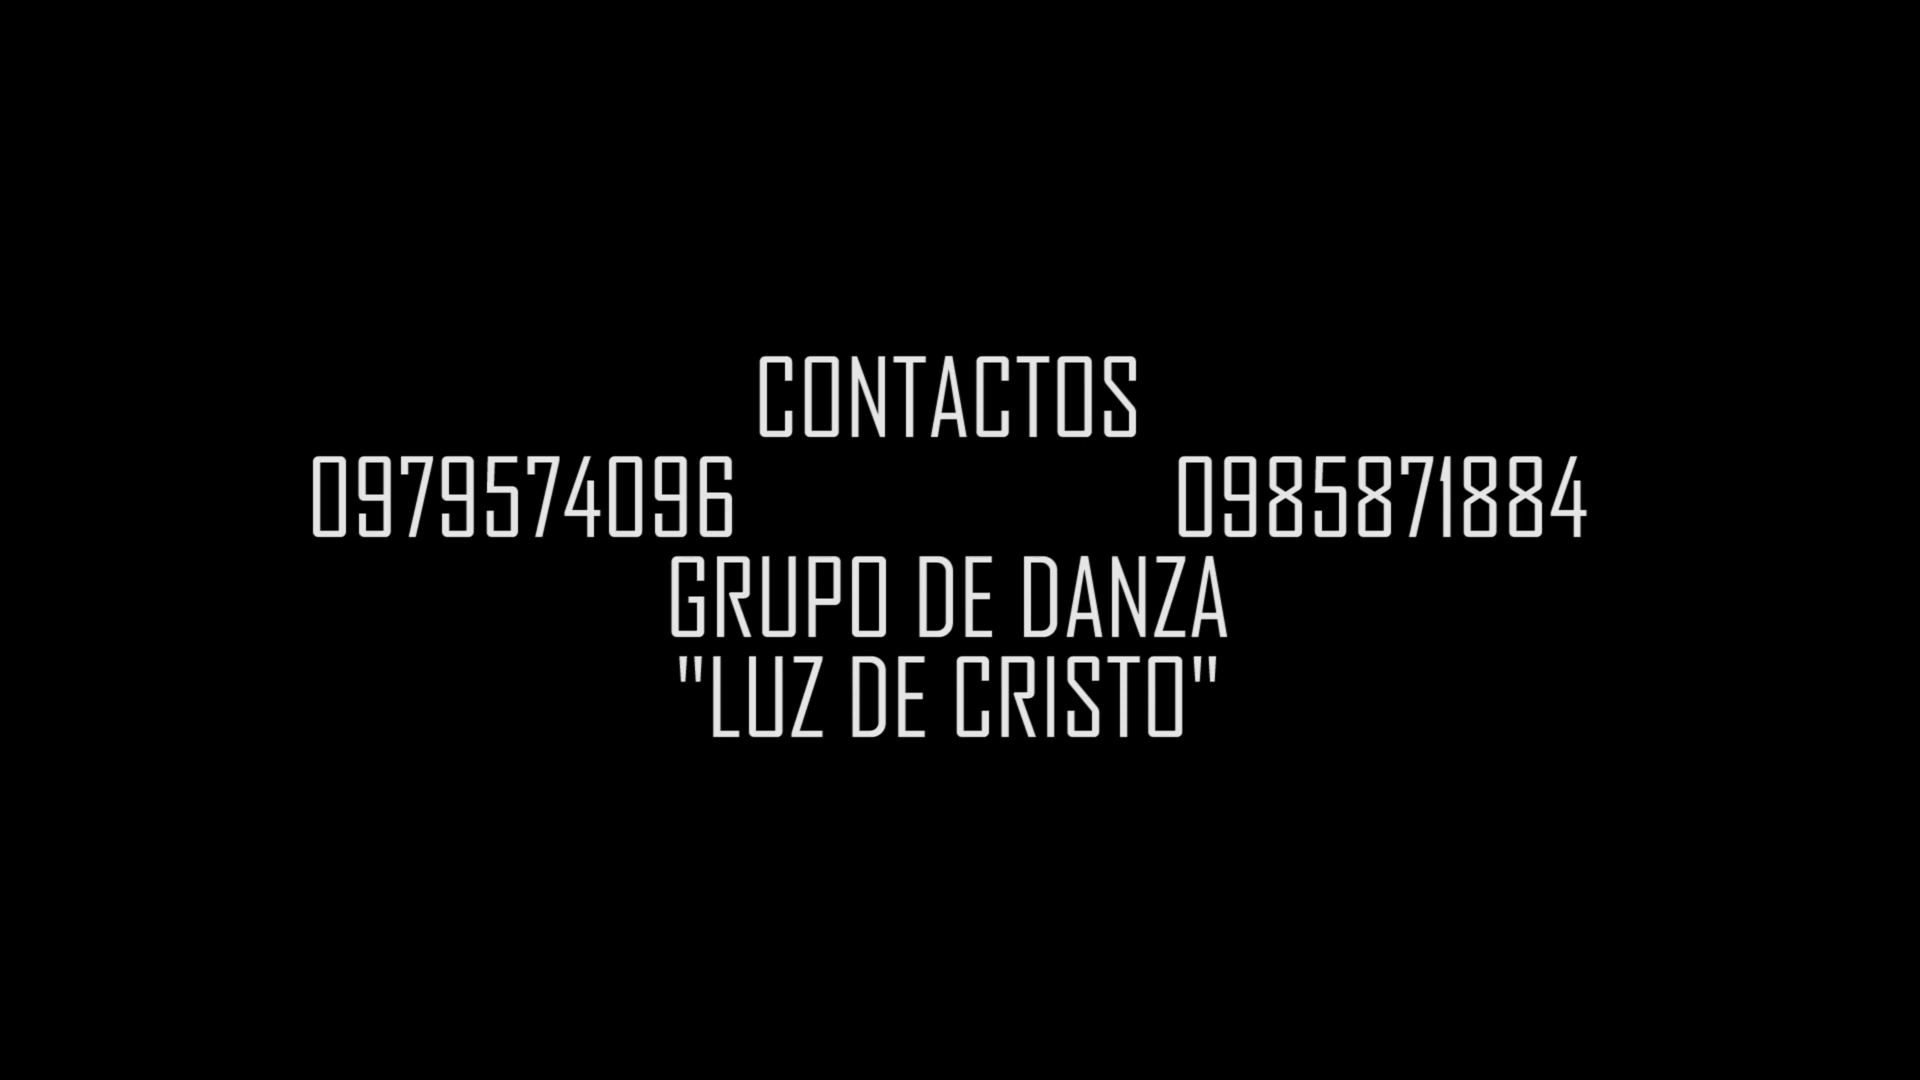 CONTACTOS
0979574096 0985871884
GRUPO DE DANZA
"LUZ DE CRISTO"